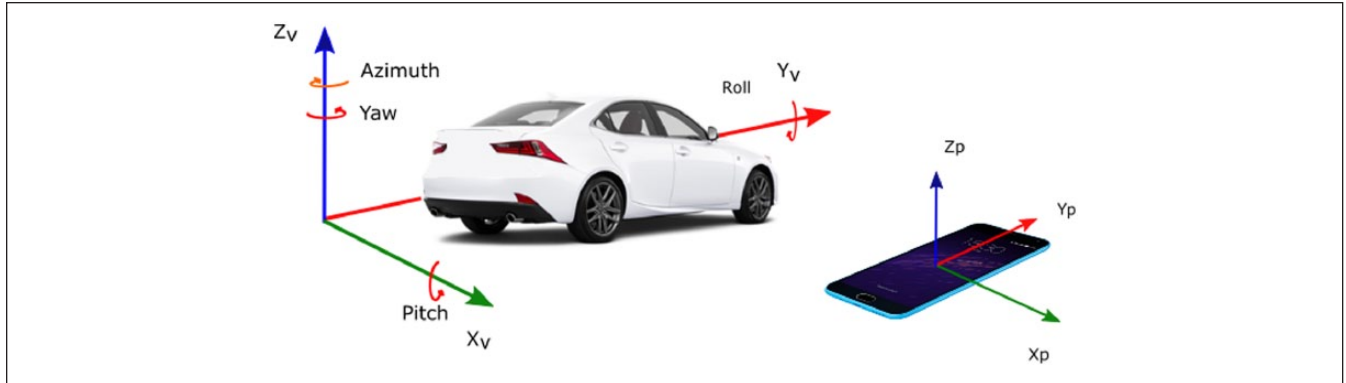 Zv
Azimuth
Yaw
Roll
Yv
Pitch
Xv
Zp
Yp
Xp